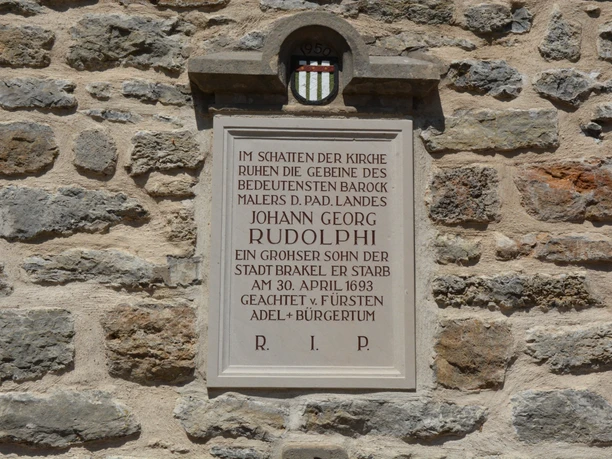 IM SCHATTEN DER KIRCHE
RUHEN DIE GEBEINE DES
BEDEUTENSTEN BAROCK
MALERS D. PAD. LANDES
JOHANN GEORG
RUDOLPHI
EIN GROHSER SOHN DER
STADT BRAKEL ER STARB
AM 30. APRIL 1693
GEACHTET v. FÜRSTEN
ADEL + BÜRGERTUM
R. I. P.